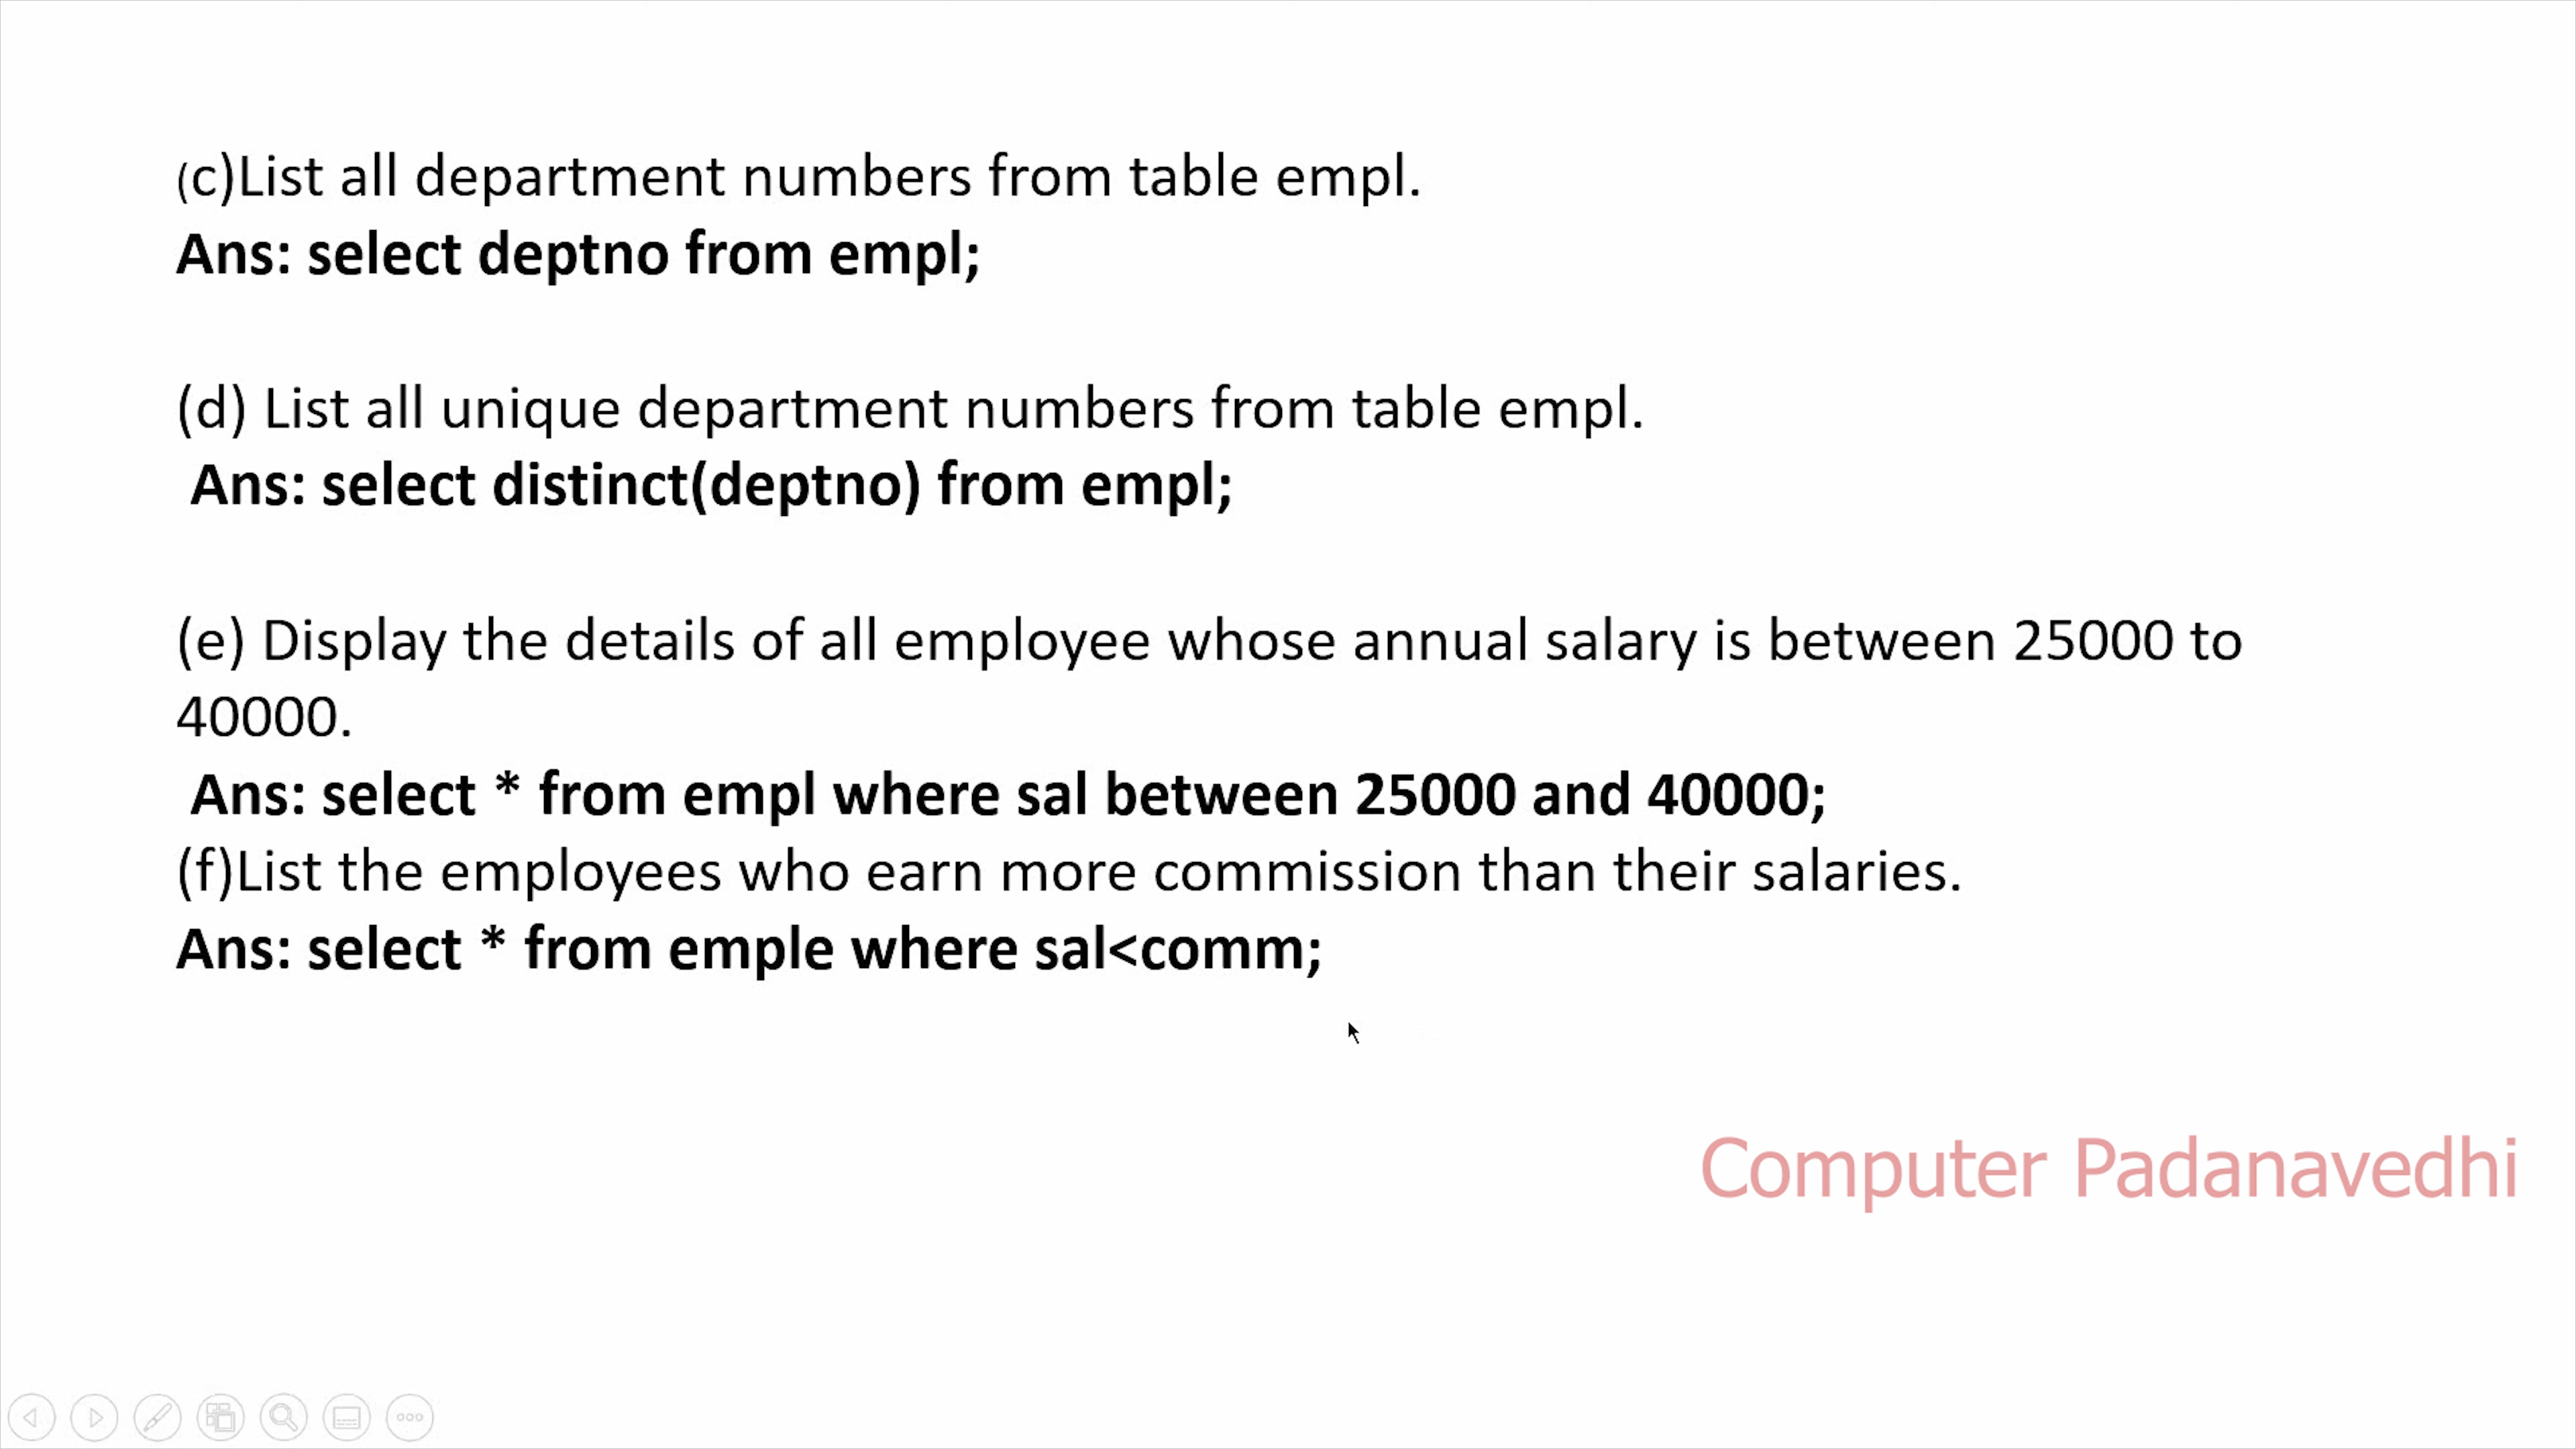 (c)List all department numbers from table empl.
Ans: select deptno from empl;
(d) List all unique department numbers from table empl.
Ans: select distinct(deptno) from empl;
(e) Display the details of all employee whose annual salary is between 25000 to
40000.
Ans: select * from empl where sal between 25000 and 40000;
(f)List the employees who earn more commission than their salaries.
Ans: select * from emple where sal<comm;
Computer Padanavedhi